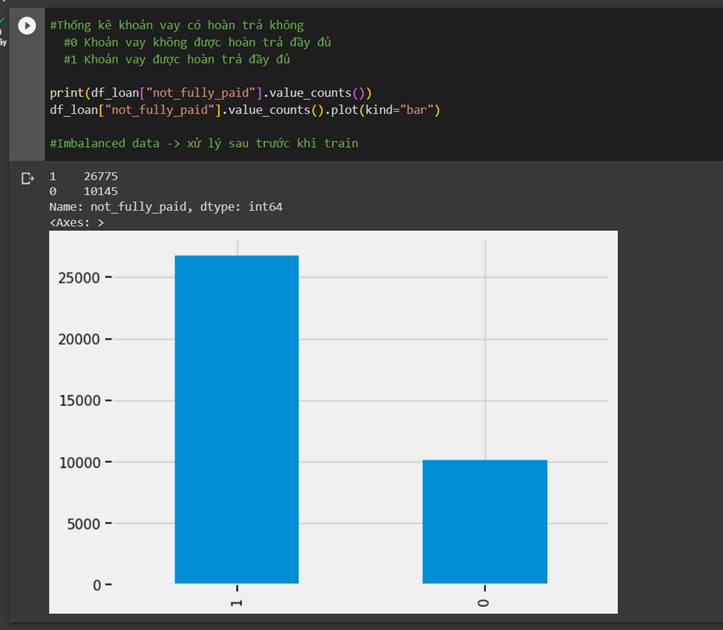 #Thống kê khoản vay có hoàn trả không
#0 Khoản vay không được hoàn trả đầy đủ
#1 Khoản vay được hoàn trả đầy đủ
print(df_loan["not_fully_paid"].value_counts())
df_loan["not_fully_paid"].value_counts().plot(kind="bar")
#Imbalanced data -> xử lý sau trước khi train
1 26775
0 10145
Name: not_fully_paid, dtype: int64
<Axes: >
25000
20000
15000
10000
5000
0
1 0